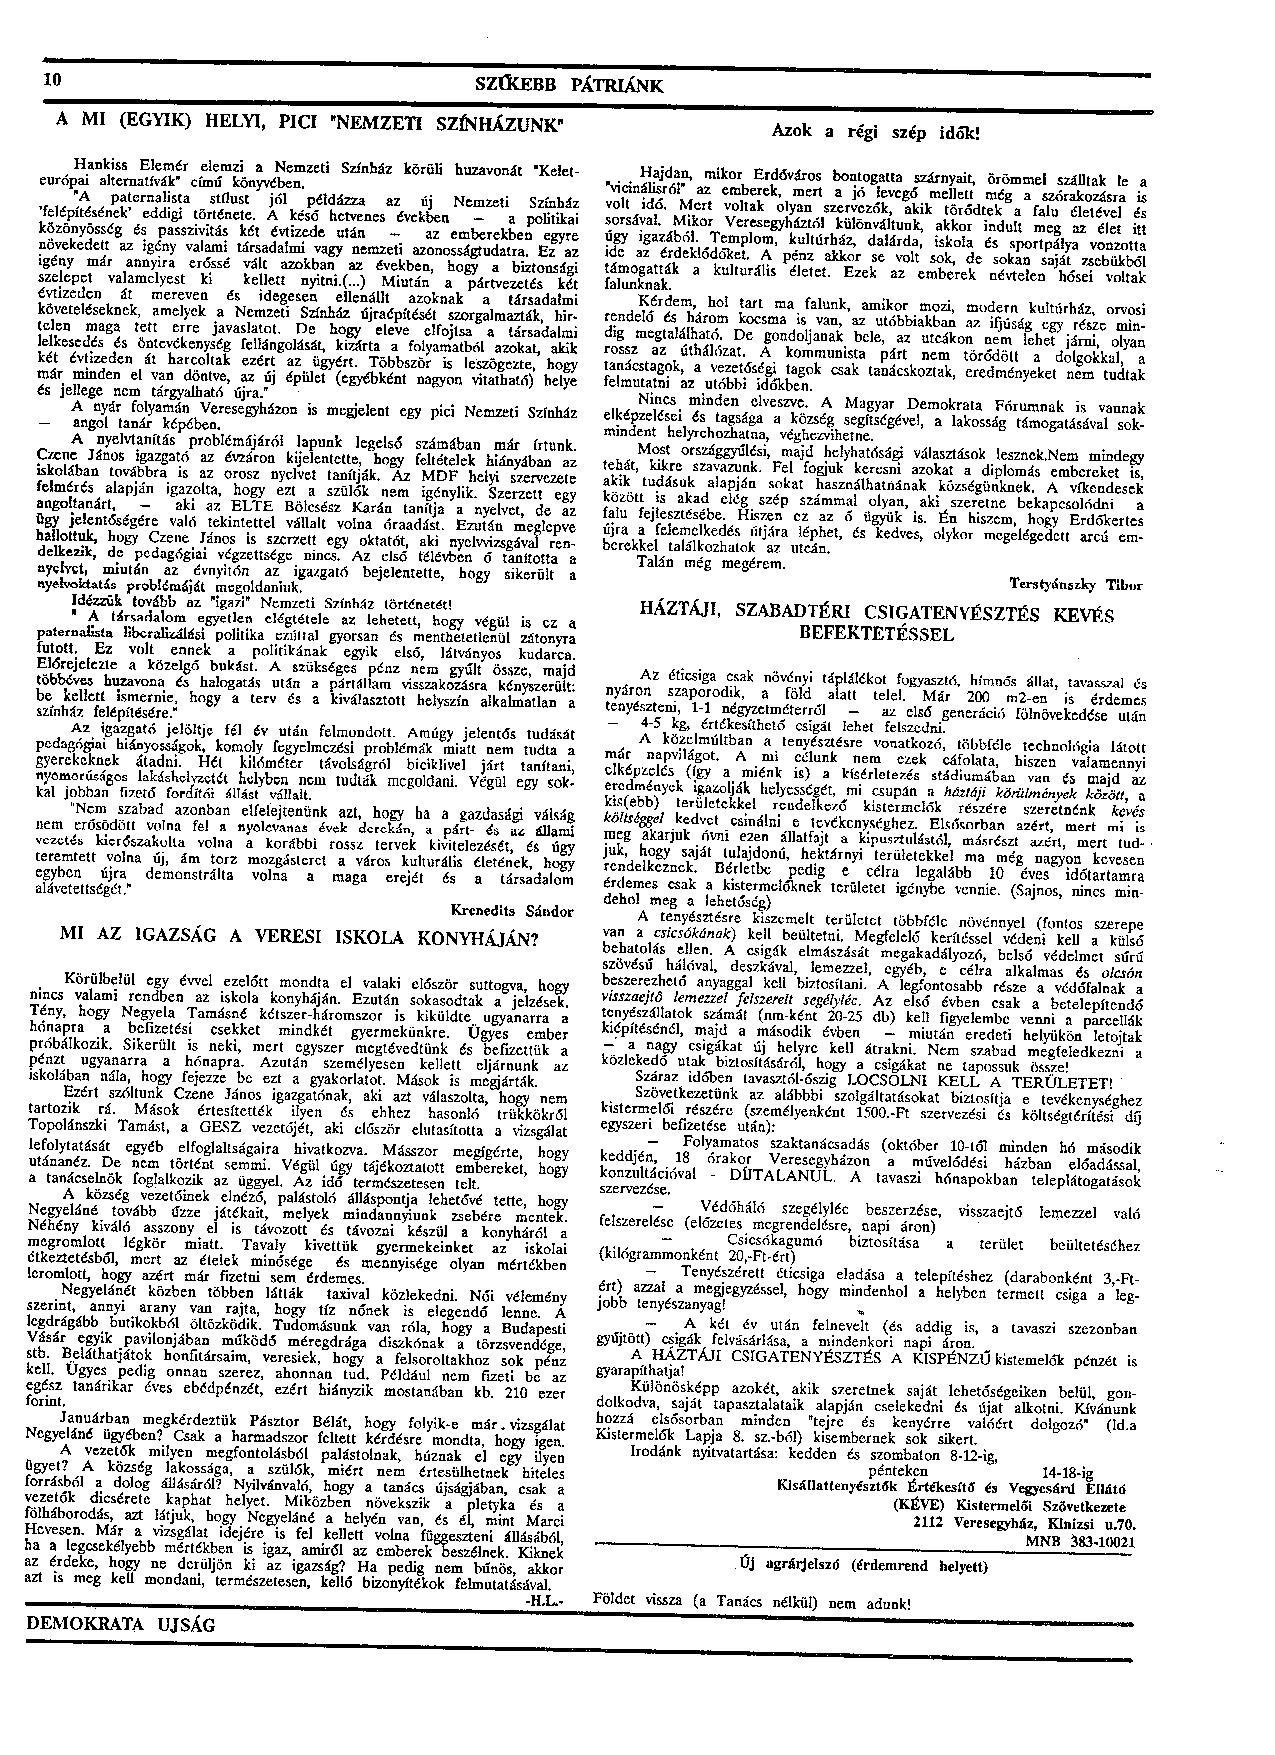 10
SZŰKEBB PÁTRIÁNK
A MI (EGYIK) HELYI, PICI "NEMZETI SZÍNHÁZUNK"
Hankiss Elemér elemzi a Nemzeti Színház körüli huzavonát "Kelet-
európai alternatívák" című könyvében.
"A paternalista stílust jól példázza az új Nemzeti Színház
'felépítésének' eddigi története. A késő hetvenes években — a politikai
közönyösség és passzivitás két évtizede után — az emberekben egyre
növekedett az igény valami társadalmi vagy nemzeti azonosságtudatra. Ez az
igény már annyira erőssé vált azokban az években, hogy a biztonsági
szelepet valamelyest ki kellett nyitni.(...) Miután a pártvezetés két
évtizeden át mereven és idegesen ellenállt azoknak a társadalmi
követeléseknek, amelyek a Nemzeti Színház újraépítését szorgalmazták, hir-
telen maga tett erre javaslatot. De hogy eleve elfojtsa a társadalmi
lelkesedés és öntevékenység fellángolását, kizárta a folyamatból azokat, akik
két évtizeden át harcoltak ezért az ügyért. Többször is leszögezte, hogy
már minden el van döntve, az új épület (egyébként nagyon vitatható) helye
és jellege nem tárgyalható újra."
A nyár folyamán Veresegyházon is megjelent egy pici Nemzeti Színház
— angol tanár képében.
A nyelvtanítás problémájáról lapunk legelső számában már írtunk.
Czene János igazgató az évzáron kijelentette, hogy feltételek hiányában az
iskolában továbbra is az orosz nyelvet tanítják. Az MDF helyi szervezete
felmérés alapján igazolta, hogy ezt a szülők nem igénylik. Szerzett egy
angoltanárt, — aki az ELTE Bölcsész Karán tanítja a nyelvet, de az
ügy jelentőségére való tekintettel vállalt volna óraadást. Ezután meglepve
hallottuk, hogy Czene János is szerzett egy oktatót, aki nyelvvizsgával ren-
delkezik, de pedagógiai végzettsége nincs. Az első félévben ő tanította a
nyelvet, miután az évnyitón az igazgató bejelentette, hogy sikerült a
nyelvoktatás problémáját megoldaniuk.
Idézzük tovább az "igazi" Nemzeti Színház történetét!
" A társadalom egyetlen elégtétele az lehetett, hogy végül is ez a
paternalista liberalizálási politika ezúttal gyorsan és menthetetlenül zátonyra
futott. Ez volt ennek a politikának egyik első, látványos kudarca.
Előrejelezte a közelgő bukást. A szükséges pénz nem gyűlt össze, majd
többéves huzavona és halogatás után a pártállam visszakozásra kényszerült:
be kellett ismernie, hogy a terv és a kiválasztott helyszín alkalmatlan a
színház felépítésére."
Az igazgató jelöltje fél év után felmondott. Amúgy jelentős tudását
pedagógiai hiányosságok, komoly fegyelmezési problémák miatt nem tudta a
gyerekeknek átadni. Hét kilóméter távolságról biciklivel járt tanítani,
nyomorúságos lakáshelyzetét helyben nem tudták megoldani. Végül egy sok-
kal jobban fizető fordítói állást vállalt.
"Nem szabad azonban elfelejtenünk azt, hogy ha a gazdasági válság
nem erősödött volna fel a nyolcvanas évek derekán, a párt- és az állami
vezetés kierőszakolta volna a korábbi rossz tervek kivitelezését, és úgy
teremtett volna új, ám torz mozgásteret a város kulturális életének, hogy
egyben újra demonstrálta volna a maga erejét és a társadalom
alávetettségét."
Krenedits Sándor
MI AZ IGAZSÁG A VERESI ISKOLA KONYHÁJÁN?
Körülbelül egy évvel ezelőtt mondta el valaki először suttogva, hogy
nincs valami rendben az iskola konyháján. Ezután sokasodtak a jelzések.
Tény, hogy Negyela Tamásné kétszer-háromszor is kiküldte ugyanarra a
hónapra a befizetési csekket mindkét gyermekünkre. Ügyes ember
próbálkozik. Sikerült is neki, mert egyszer megtévedtünk és befizettük a
pénzt ugyanarra a hónapra. Azután személyesen kellett eljárnunk az
iskolában nála, hogy fejezze be ezt a gyakorlatot. Mások is megjárták.
Ezért szóltunk Czene János igazgatónak, aki azt válaszolta, hogy nem
tartozik rá. Mások értesítették ilyen és ehhez hasonló trükkökről
Topolánszki Tamást, a GESZ vezetőjét, aki először elutasította a vizsgálat
lefolytatását egyéb elfoglaltságaira hivatkozva. Másszor megígérte, hogy
utánanéz. De nem történt semmi. Végül úgy tájékoztatott embereket, hogy
a tanácselnök foglalkozik az üggyel. Az idő természetesen telt.
A község vezetőinek elnéző, palástoló álláspontja lehetővé tette, hogy
Negyeláné tovább űzze játékait, melyek mindannyiunk zsebére mentek.
Néhény kiváló asszony el is távozott és távozni készül a konyháról a
megromlott légkör miatt. Tavaly kivettük gyermekeinket az iskolai
étkeztetésből, mert az ételek minősége és mennyisége olyan mértékben
leromlott, hogy azért már fizetni sem érdemes.
Negyelánét közben többen látták taxival közlekedni. Női vélemény
szerint, annyi arany van rajta, hogy tíz nőnek is elegendő lenne. A
legdrágább butikokból öltözködik. Tudomásunk van róla, hogy a Budapesti
Vásár egyik pavilonjában működő méregdrága diszkónak a törzsvendége,
stb. Beláthatjátok honfitársaim, veresiek, hogy a felsoroltakhoz sok pénz
kell. Ügyes pedig onnan szerez, ahonnan tud. Például nem fizeti be az
egész tanárikar éves ebédpénzét, ezért hiányzik mostanában kb. 210 ezer
forint.
Januárban megkérdeztük Pásztor Bélát, hogy folyik-e már vizsgálat
Negyeláné ügyében? Csak a harmadszor feltett kérdésre mondta, hogy igen.
A vezetők milyen megfontolásból palástolnak, húznak el egy ilyen
ügyet? A község lakossága, a szülők, miért nem értesülhetnek hiteles
forrásból a dolog állásáról? Nyilvánváló, hogy a tanács újságjában, csak a
vezetők dicsérete kaphat helyet. Miközben növekszik a pletyka és a
fölháborodás, azt látjuk, hogy Negyeláné a helyén van, és él, mint Marci
Hevesen. Már a vizsgálat idejére is fel kellett volna függeszteni állásából,
ha a legcsekélyebb mértékben is igaz, amiről az emberek beszélnek. Kiknek
az érdeke, hogy ne derüljön ki az igazság? Ha pedig nem bűnös, akkor
azt is meg kell mondani, természetesen, kellő bizonyítékok felmutatásával.
-H.L.-
Azok a régi szép idők!
Hajdan, mikor Erdőváros bontogatta szárnyait, örömmel szálltak le a
"vicinálisról" az emberek, mert a jó levegő mellett még a szórakozásra is
volt idő. Mert voltak olyan szervezők, akik törődtek a falu életével és
sorsával. Mikor Veresegyháztól különváltunk, akkor indult meg az élet itt
úgy igazából. Templom, kultúrház, dalárda, iskola és sportpálya vonzotta
ide az érdeklődőket. A pénz akkor se volt sok, de sokan saját zsebükből
támogatták a kulturális életet. Ezek az emberek névtelen hősei voltak
falunknak.
Kérdem, hol tart ma falunk, amikor mozi, modern kultúrház, orvosi
rendelő és három kocsma is van, az utóbbiakban az ifjúság egy része min-
dig megtalálható. De gondoljanak bele, az utcákon nem lehet járni, olyan
rossz az úthálózat. A kommunista párt nem törődött a dolgokkal, a
tanácstagok, a vezetőségi tagok csak tanácskoztak, eredményeket nem tudtak
felmutatni az utóbbi időkben.
Nincs minden elveszve. A Magyar Demokrata Fórumnak is vannak
elképzelései és tagsága a község segítségével, a lakosság támogatásával sok-
mindent helyrehozhatna, véghezvihetne.
Most országgyűlési, majd helyhatósági választások lesznek.Nem mindegy
tehát, kikre szavazunk. Fel fogjuk keresni azokat a diplomás embereket is,
akik tudásuk alapján sokat használhatnának községünknek. A víkendesek
között is akad elég szép számmal olyan, aki szeretne bekapcsolódni a
falu fejlesztésébe. Hiszen ez az ő ügyük is. Én hiszem, hogy Erdőkertes
újra a felemelkedés útjára léphet, és kedves, olykor megelégedett arcú em-
berekkel találkozhatok az utcán.
Talán még megérem.
Terstyánszky Tibor
HÁZTÁJI, SZABADTÉRI CSIGATENYÉSZTÉS KEVÉS
BEFEKTETÉSSEL
Az éticsiga csak növényi táplálékot fogyasztó, hímnős állat, tavasszal és
nyáron szaporodik, a föld alatt telel. Már 200 m2-en is érdemes
tenyészteni, 1-1 négyzetméterről — az első generáció fölnövekedése után
— 4-5 kg, értékesíthető csigát lehet felszedni.
A közelmúltban a tenyésztésre vonatkozó, többféle technológia látott
már napvilágot. A mi célunk nem ezek cáfolata, hiszen valamennyi
elképzelés (így a miénk is) a kísérletezés stádiumában van és majd az
eredmények igazolják helyességét, mi csupán a háztáji körülmények között, a
kis(ebb) területekkel rendelkező kistermelők részére szeretnénk kevés
költséggel kedvet csinálni e tevékenységhez. Elsősorban azért, mert mi is
meg akarjuk óvni ezen állatfajt a kipusztulástól, másrészt azért, mert tud-
juk, hogy saját tulajdonú, hektárnyi területekkel ma még nagyon kevesen
rendelkeznek. Bérletbe pedig e célra legalább 10 éves időtartamra
érdemes csak a kistermelőknek területet igénybe vennie. (Sajnos, nincs min-
dehol meg a lehetőség)
A tenyésztésre kiszemelt területet többféle növénnyel (fontos szerepe
van a csicsókának) kell beültetni. Megfelelő kerítéssel védeni kell a külső
behatolás ellen. A csigák elmászását megakadályozó, belső védelmet sűrű
szövésű hálóval, deszkával, lemezzel, egyéb, e célra alkalmas és olcsón
beszerezhető anyaggal kell biztosítani. A legfontosabb része a védőfalnak a
visszaejtő lemezzel felszerelt segélyléc. Az első évben csak a betelepítendő
tenyészállatok számát (nm-ként 20-25 db) kell figyelembe venni a parcellák
kiépítésénél, majd a második évben — miután eredeti helyükön letojtak
— a nagy csigákat új helyre kell átrakni. Nem szabad megfeledkezni a
közlekedő utak biztosításáról, hogy a csigákat ne tapossuk össze!
Száraz időben tavasztól-őszig LOCSOLNI KELL A TERÜLETET!
Szövetkezetünk az alábbbi szolgáltatásokat biztosítja e tevékenységhez
kistermelői részére (személyenként 1500.-Ft szervezési és költségtérítési díj
egyszeri befizetése után):
— Folyamatos szaktanácsadás (október 10-től minden hó második
keddjén, 18 órakor Veresegyházon a művelődési házban előadással,
konzultációval - DÍJTALANUL. A tavaszi hónapokban teleplátogatások
szervezése.
— Védőháló szegélyléc beszerzése, visszaejtő lemezzel való
felszerelése (előzetes megrendelésre, napi áron)
— Csicsókagumó biztosítása a terület beültetéséhez
(kilógrammonként 20,-Ft-ért)
— Tenyészérett éticsiga eladása a telepítéshez (darabonként 3,-Ft-
ért) azzal a megjegyzéssel, hogy mindenhol a helyben termett csiga a leg-
jobb tenyészanyag!
— A két év után felnevelt (és addig is, a tavaszi szezonban
gyűjtött) csigák felvásárlása, a mindenkori napi áron.
A HÁZTÁJI CSIGATENYÉSZTÉS A KISPÉNZŰ kistemelők pénzét is
gyarapíthatja!
Különösképp azokét, akik szeretnek saját lehetőségeiken belül, gon-
dolkodva, saját tapasztalataik alapján cselekedni és újat alkotni. Kívánunk
hozzá elsősorban minden "tejre és kenyérre valóért dolgozó" (ld.a
Kistermelők Lapja 8. sz.-ból) kisembernek sok sikert.
Irodánk nyitvatartása: kedden és szombaton 8-12-ig,
pénteken 14-18-ig
Kisállattenyésztők Értékesítő és Vegyesárú Ellátó
(KÉVE) Kistermelői Szövetkezete
2112 Veresegyház, Kinizsi u.70.
MNB 383-10021
Új agrárjelszó (érdemrend helyett)
Földet vissza (a Tanács nélkül) nem adunk!
DEMOKRATA UJSÁG